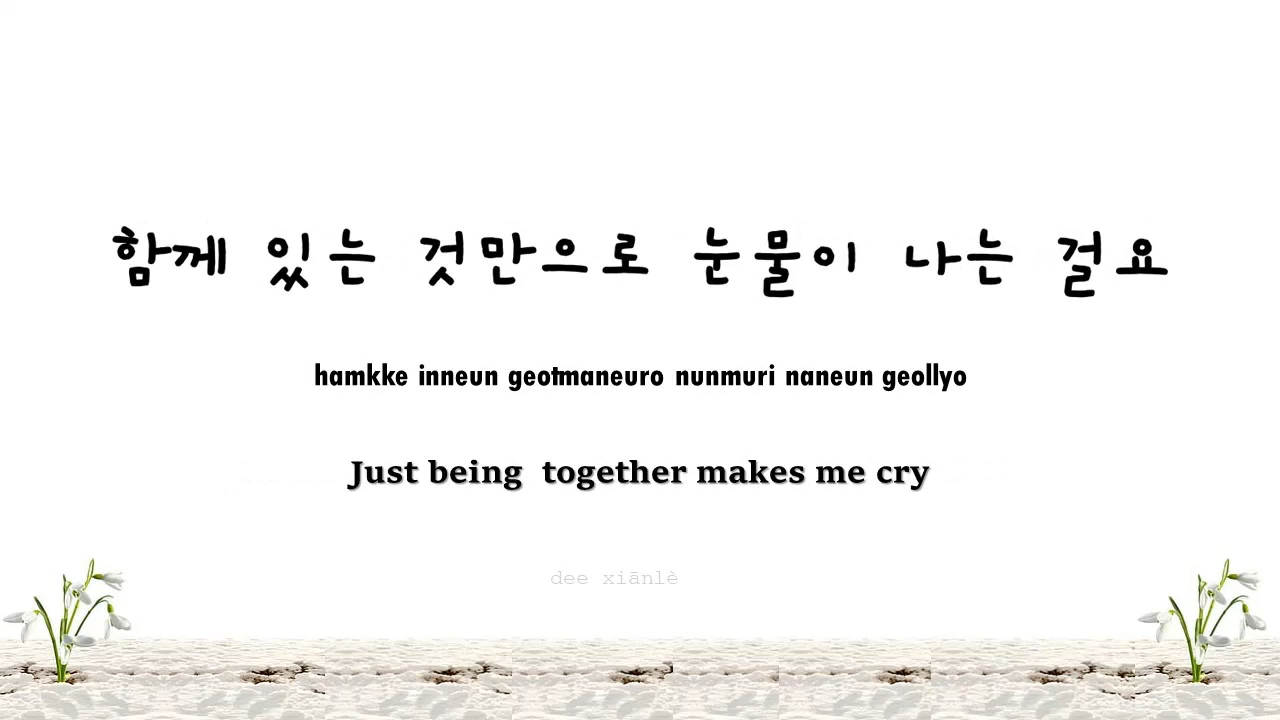 함께 있는 것만으로 눈물이 나는 걸요
hamkke inneun geotmaneuro nunmuri naneun geollyo
Just being together makes me cry
dee xiānlè